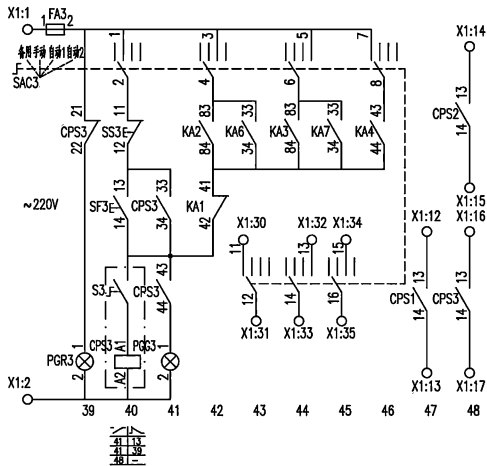 X1:1 1 FA3 2
X1:14
备用 手动 自动1 自动2
1 3 5 7
SAC3
2 4 6 8
21 11 83 33 83 33 43 13
CPS3 SS3 KA2 KA6 KA3 KA7 KA4 CPS2
22 12 84 34 84 34 44 14
13 33 41
X1:15
~220V SF3 CPS3 KA1
14 34 42
X1:30 X1:32 X1:34 X1:12 X1:16
11 13 15
43 13 13
S3 CPS3 12 14 16 CPS1 CPS3
44 14 14
X1:31 X1:33 X1:35
1 CPS3 A1 PGG3 1
PGR3
2 A2 2
X1:13 X1:17
X1:2
39 40 41 42 43 44 45 46 47 48
41 13
41 39
48 –